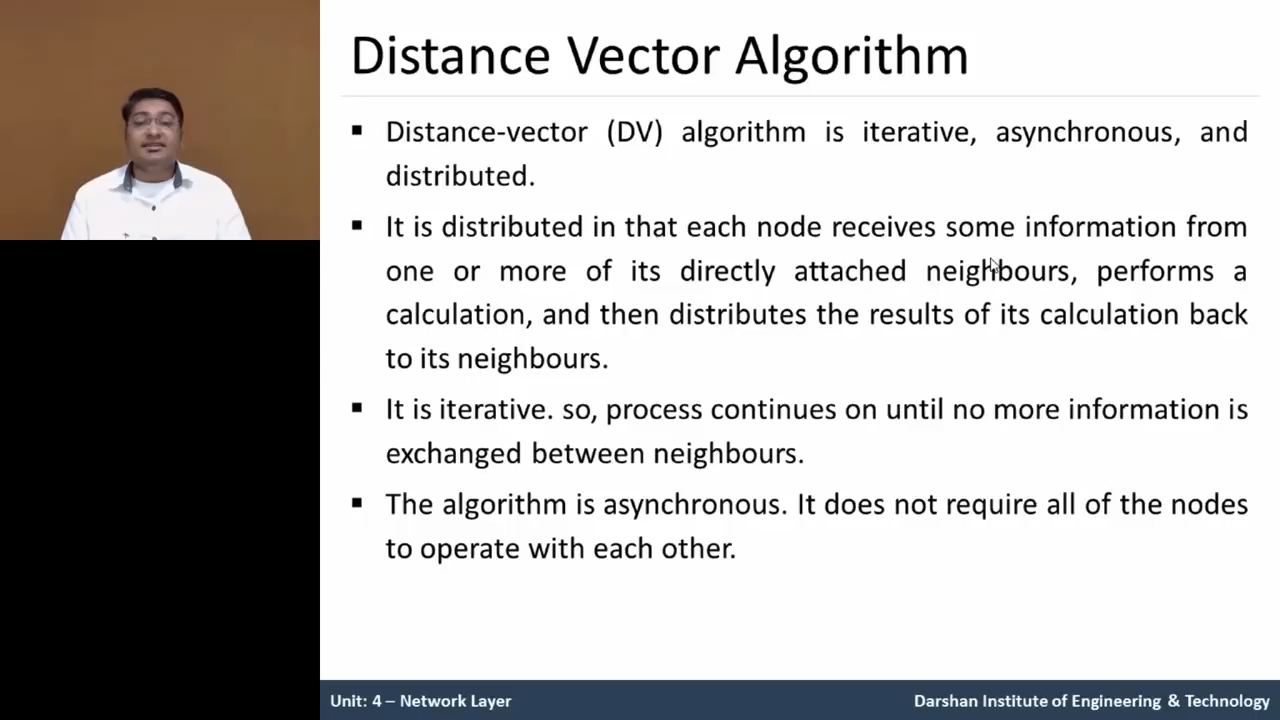 Distance Vector Algorithm
▪ Distance-vector (DV) algorithm is iterative, asynchronous, and
distributed.
▪ It is distributed in that each node receives some information from
one or more of its directly attached neighbours, performs a
calculation, and then distributes the results of its calculation back
to its neighbours.
▪ It is iterative. so, process continues on until no more information is
exchanged between neighbours.
▪ The algorithm is asynchronous. It does not require all of the nodes
to operate with each other.
Unit: 4 – Network Layer
Darshan Institute of Engineering & Technology